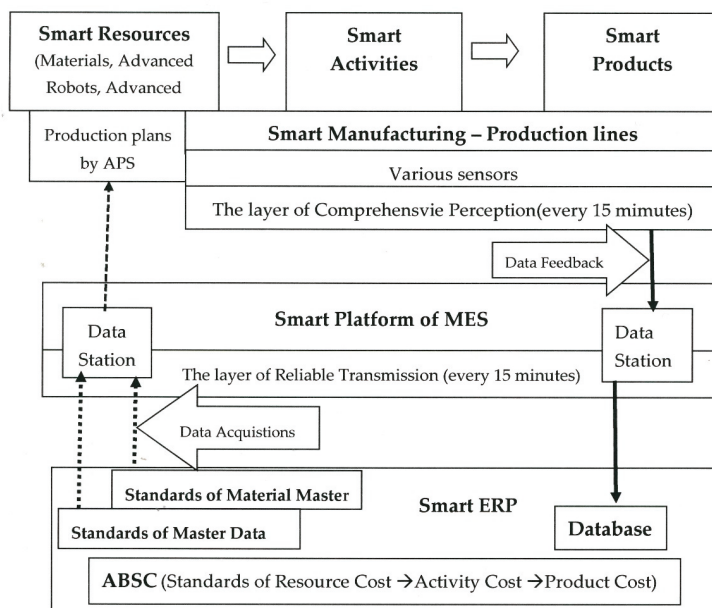 Smart Resources
(Materials, Advanced
Robots, Advanced
Smart
Activities
Smart
Products
Production plans
by APS
Smart Manufacturing – Production lines
Various sensors
The layer of Comprehensvie Perception(every 15 mimutes)
Data Feedback
Smart Platform of MES
Data
Station
Data
Station
The layer of Reliable Transmission (every 15 minutes)
Data Acquistions
Standards of Material Master
Smart ERP
Standards of Master Data
Database
ABSC (Standards of Resource Cost →Activity Cost →Product Cost)